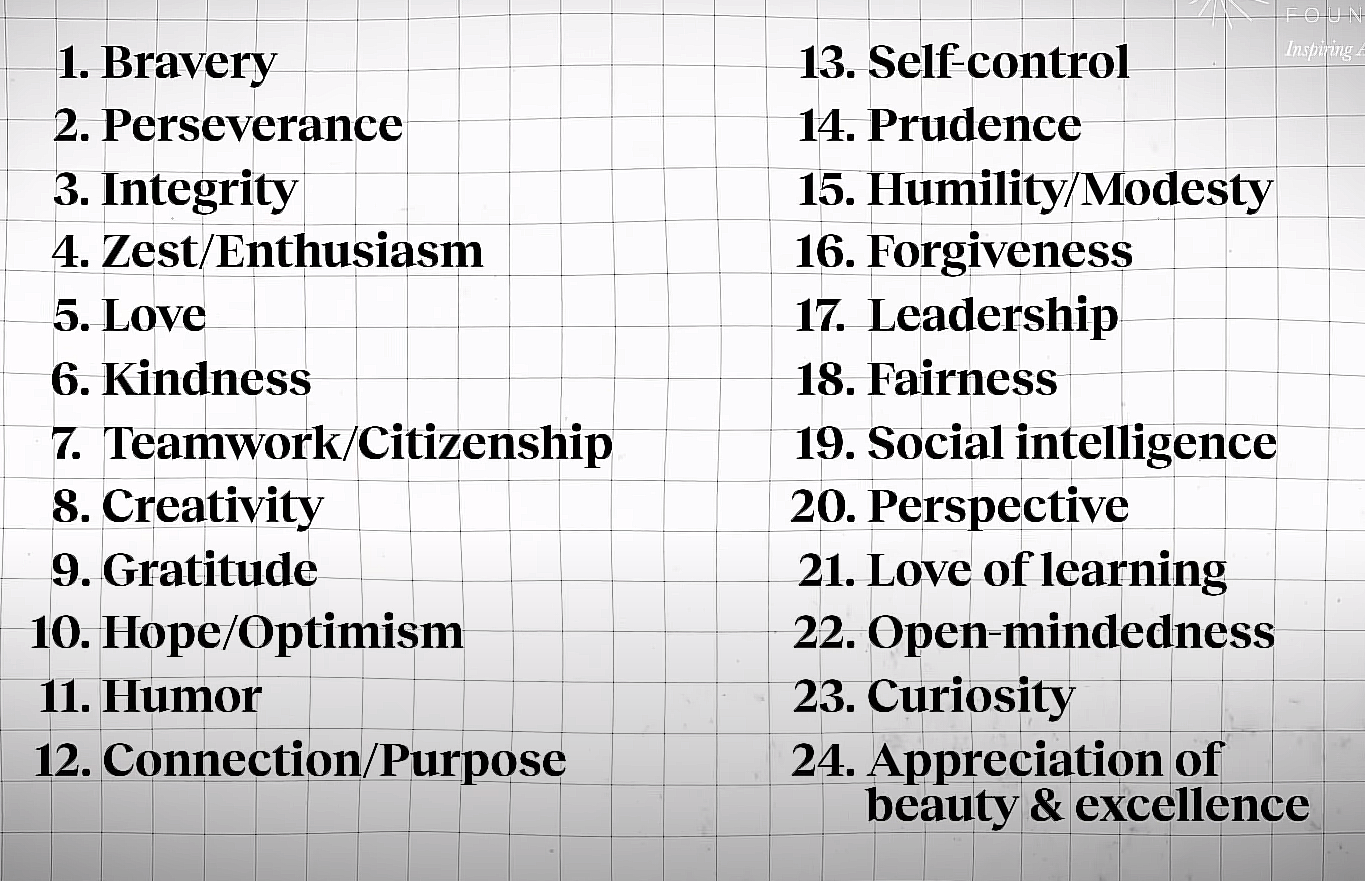 1. Bravery
2. Perseverance
3. Integrity
4. Zest/Enthusiasm
5. Love
6. Kindness
7. Teamwork/Citizenship
8. Creativity
9. Gratitude
10. Hope/Optimism
11. Humor
12. Connection/Purpose
13. Self-control
14. Prudence
15. Humility/Modesty
16. Forgiveness
17. Leadership
18. Fairness
19. Social intelligence
20. Perspective
21. Love of learning
22. Open-mindedness
23. Curiosity
24. Appreciation of
beauty & excellence
FOUN
Inspiring A